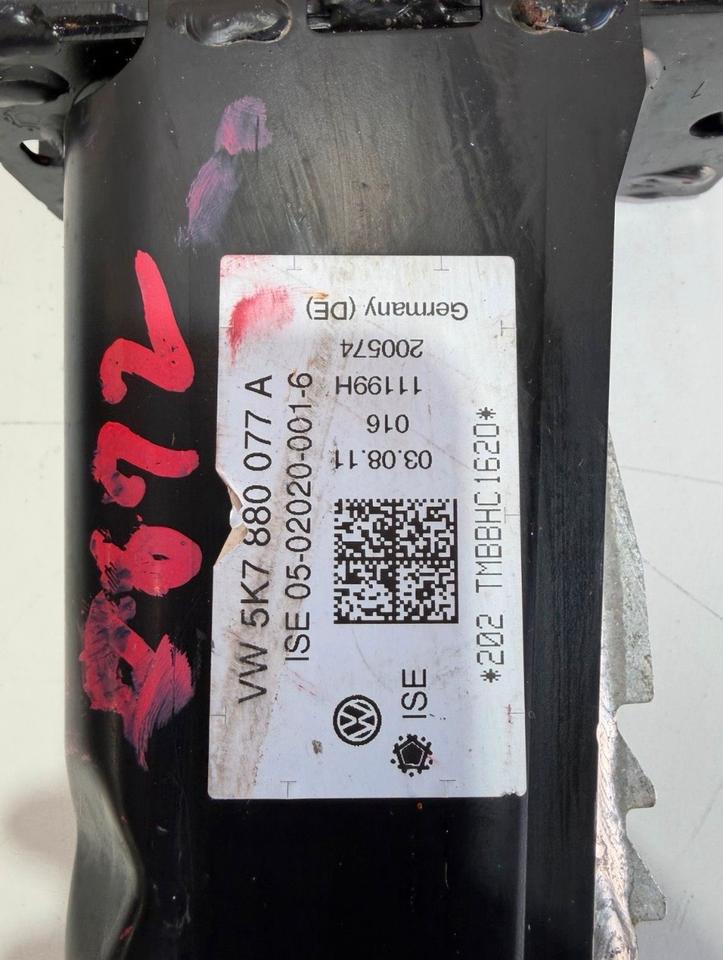 VW 5K7 880 077 A
ISE 05-02020-001-6
03.08.11
016
11199H
200574
Germany (DE)
ISE
*202 TMBBHC1620*